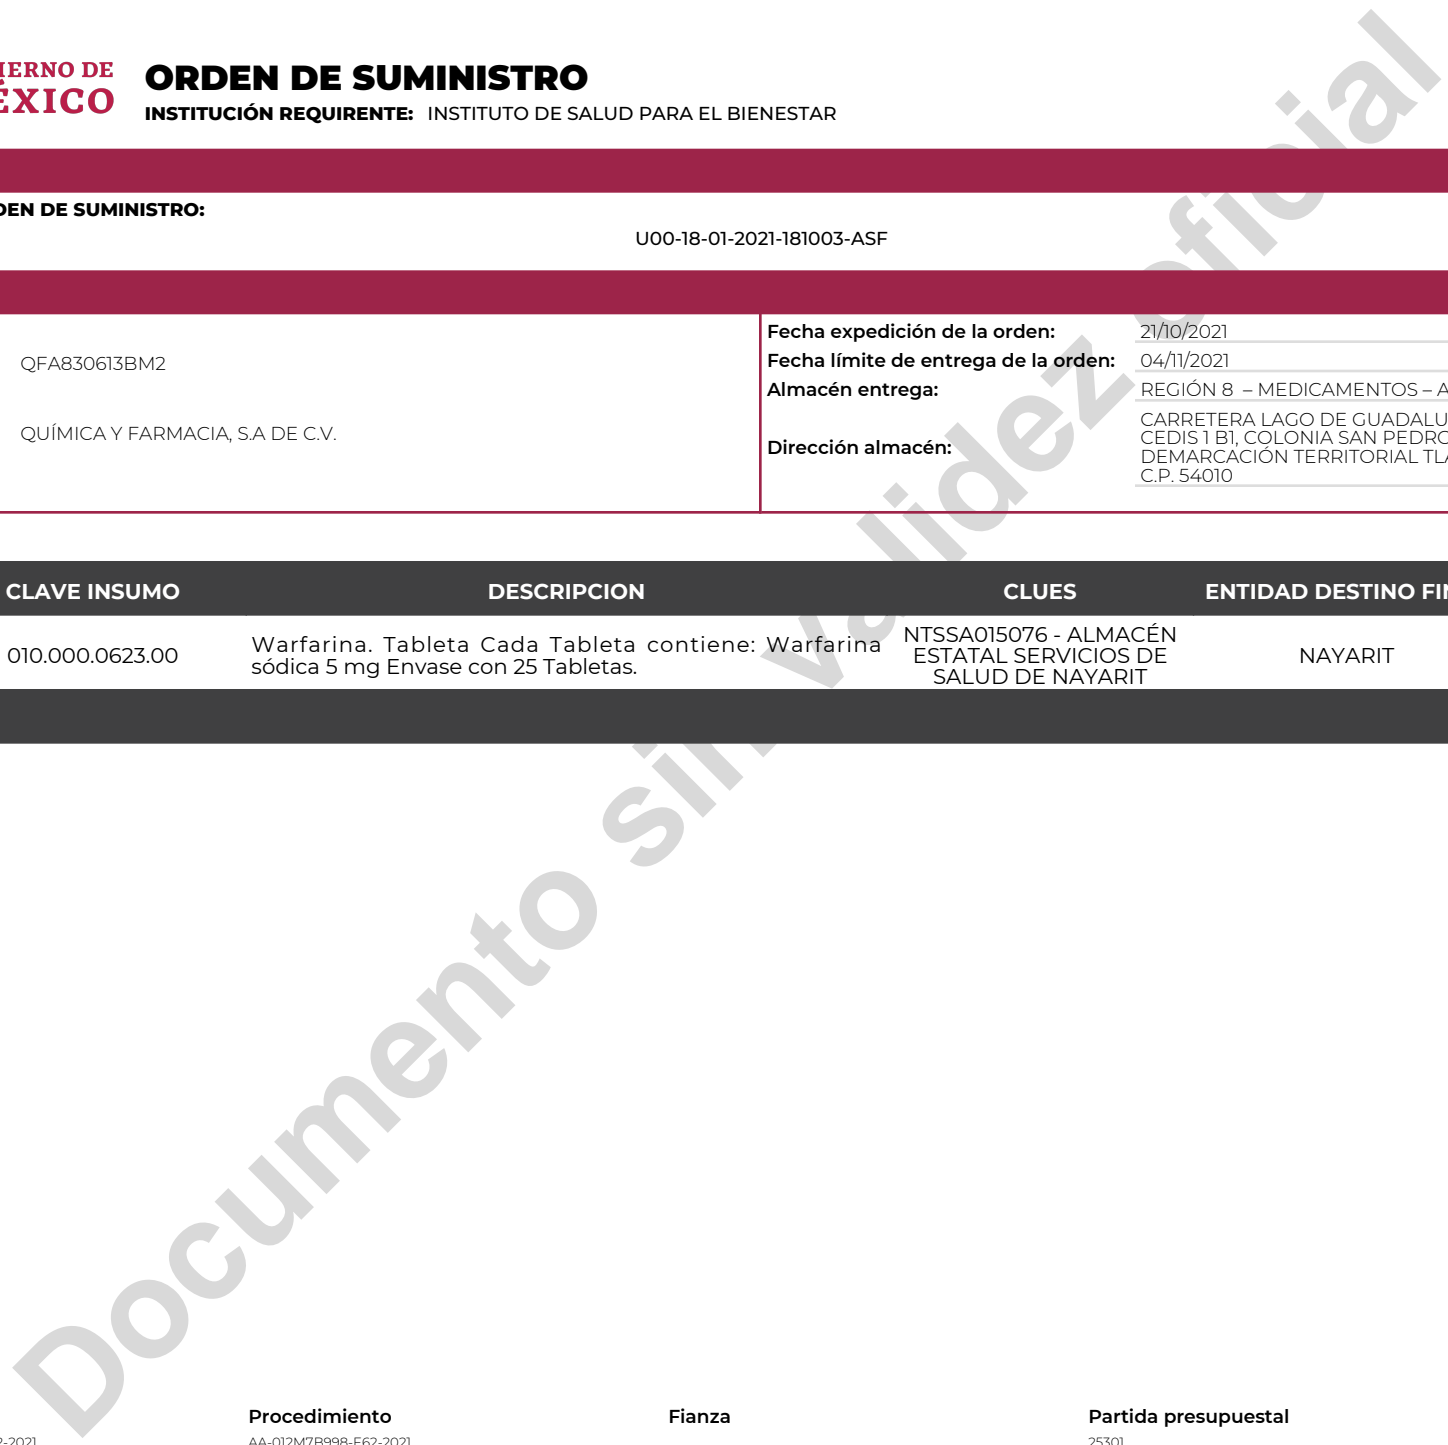 IERNO DE
ÉXICO
ORDEN DE SUMINISTRO
INSTITUCIÓN REQUIRENTE: INSTITUTO DE SALUD PARA EL BIENESTAR
DEN DE SUMINISTRO:
U00-18-01-2021-181003-ASF
QFA830613BM2
QUÍMICA Y FARMACIA, S.A DE C.V.
Fecha expedición de la orden: 21/10/2021
Fecha límite de entrega de la orden: 04/11/2021
Almacén entrega: REGIÓN 8 – MEDICAMENTOS – A
Dirección almacén:
CARRETERA LAGO DE GUADALU
CEDIS 1 B1, COLONIA SAN PEDRO
DEMARCACIÓN TERRITORIAL TLA
C.P. 54010
CLAVE INSUMO DESCRIPCION CLUES ENTIDAD DESTINO FIN
010.000.0623.00
Warfarina. Tableta Cada Tableta contiene: Warfarina
sódica 5 mg Envase con 25 Tabletas.
NTSSA015076 - ALMACÉN
ESTATAL SERVICIOS DE
SALUD DE NAYARIT
NAYARIT
Documento sin validez oficial
Procedimiento Fianza Partida presupuestal
2-2021 AA-012M7B998-E62-2021 25301